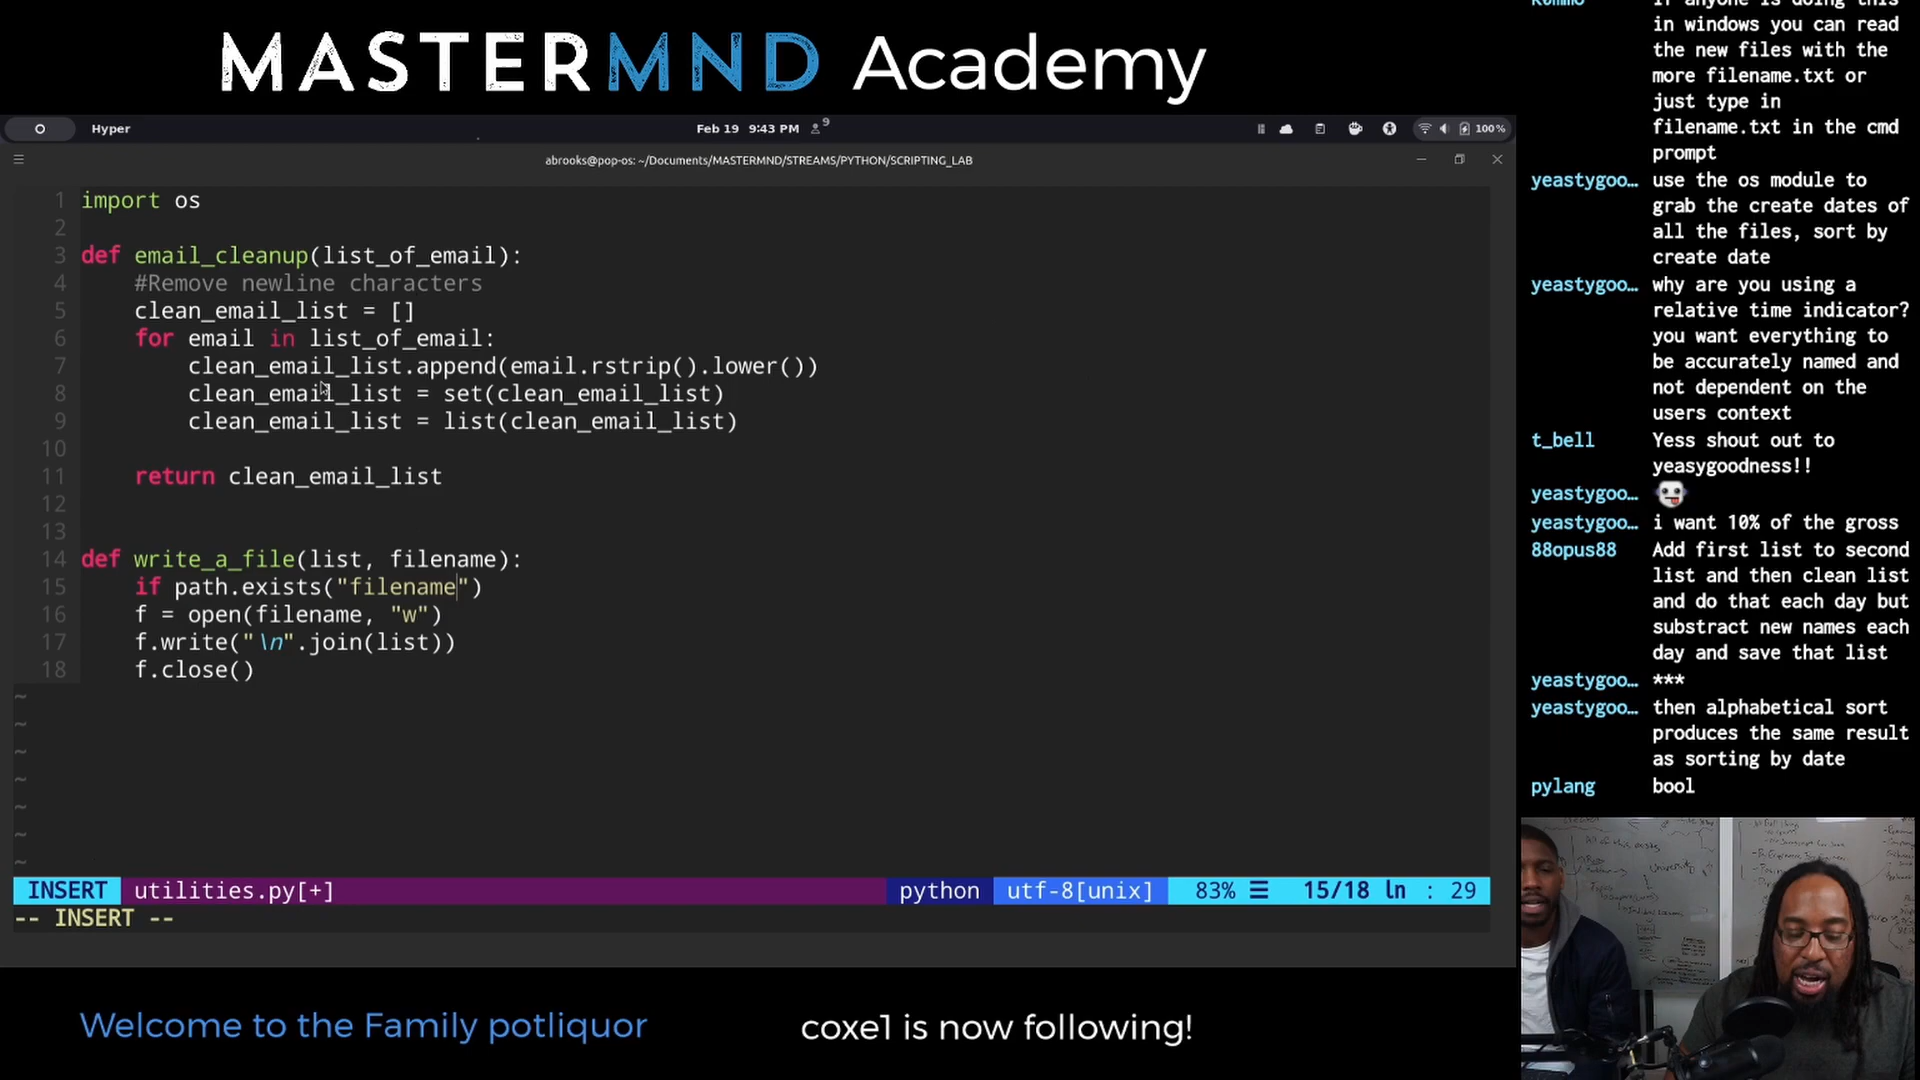 MASTERMND Academy
Hyper
Feb 19 9:43 PM
9
100%
abrooks@pop-os: ~/Documents/MASTERMND/STREAMS/PYTHON/SCRIPTING_LAB
1 import os
2
3 def email_cleanup(list_of_email):
4 #Remove newline characters
5 clean_email_list = []
6 for email in list_of_email:
7 clean_email_list.append(email.rstrip().lower())
8 clean_email_list = set(clean_email_list)
9 clean_email_list = list(clean_email_list)
10
11 return clean_email_list
12
13
14 def write_a_file(list, filename):
15 if path.exists("filename")
16 f = open(filename, "w")
17 f.write("\n".join(list))
18 f.close()
~
~
~
~
~
~
~
INSERT utilities.py[+] python utf-8[unix] 83% ☰ 15/18 ln : 29
-- INSERT --
if anyone is doing this
in windows you can read
the new files with the
more filename.txt or
just type in
filename.txt in the cmd
prompt
yeastygoo… use the os module to
grab the create dates of
all the files, sort by
create date
yeastygoo… why are you using a
relative time indicator?
you want everything to
be accurately named and
not dependent on the
users context
t_bell Yess shout out to
yeasygoodness!!
yeastygoo…
yeastygoo… i want 10% of the gross
88opus88 Add first list to second
list and then clean list
and do that each day but
substract new names each
day and save that list
yeastygoo… ***
yeastygoo… then alphabetical sort
produces the same result
as sorting by date
pylang bool
Welcome to the Family potliquor
coxe1 is now following!